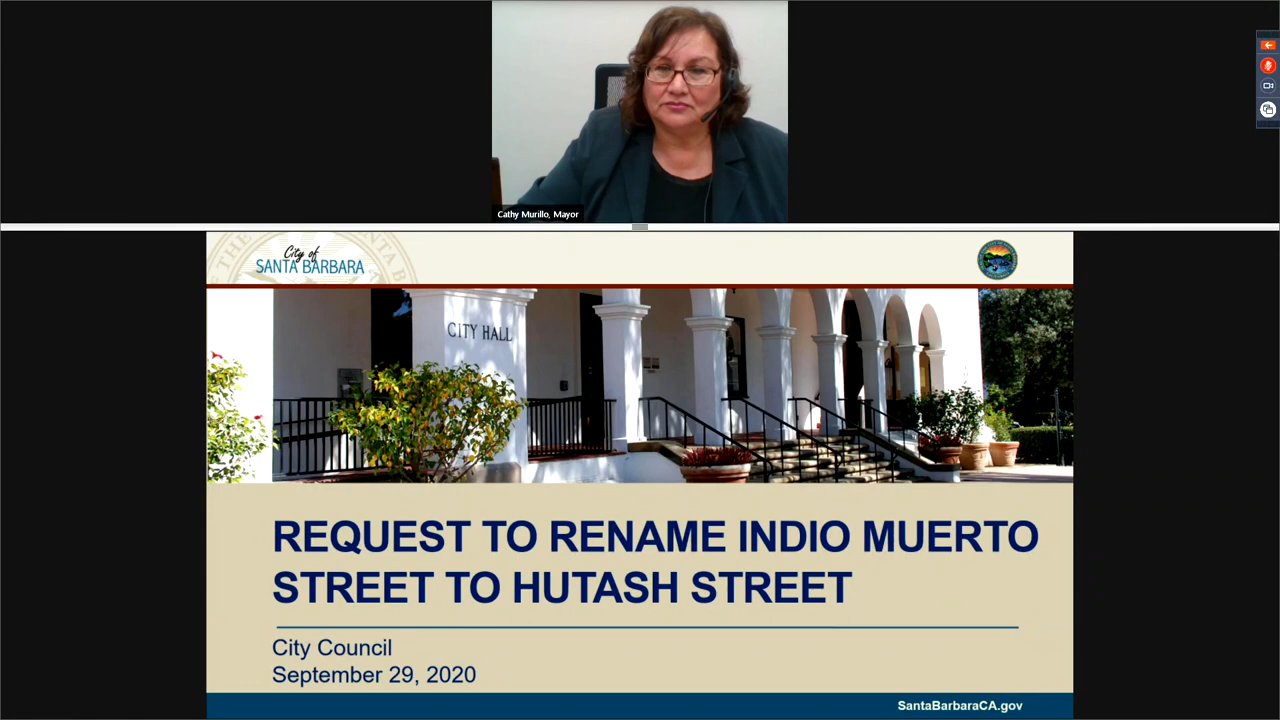 Cathy Murillo, Mayor
City of
SANTA BARBARA
CITY HALL
REQUEST TO RENAME INDIO MUERTO
STREET TO HUTASH STREET
City Council
September 29, 2020
SantaBarbaraCA.gov